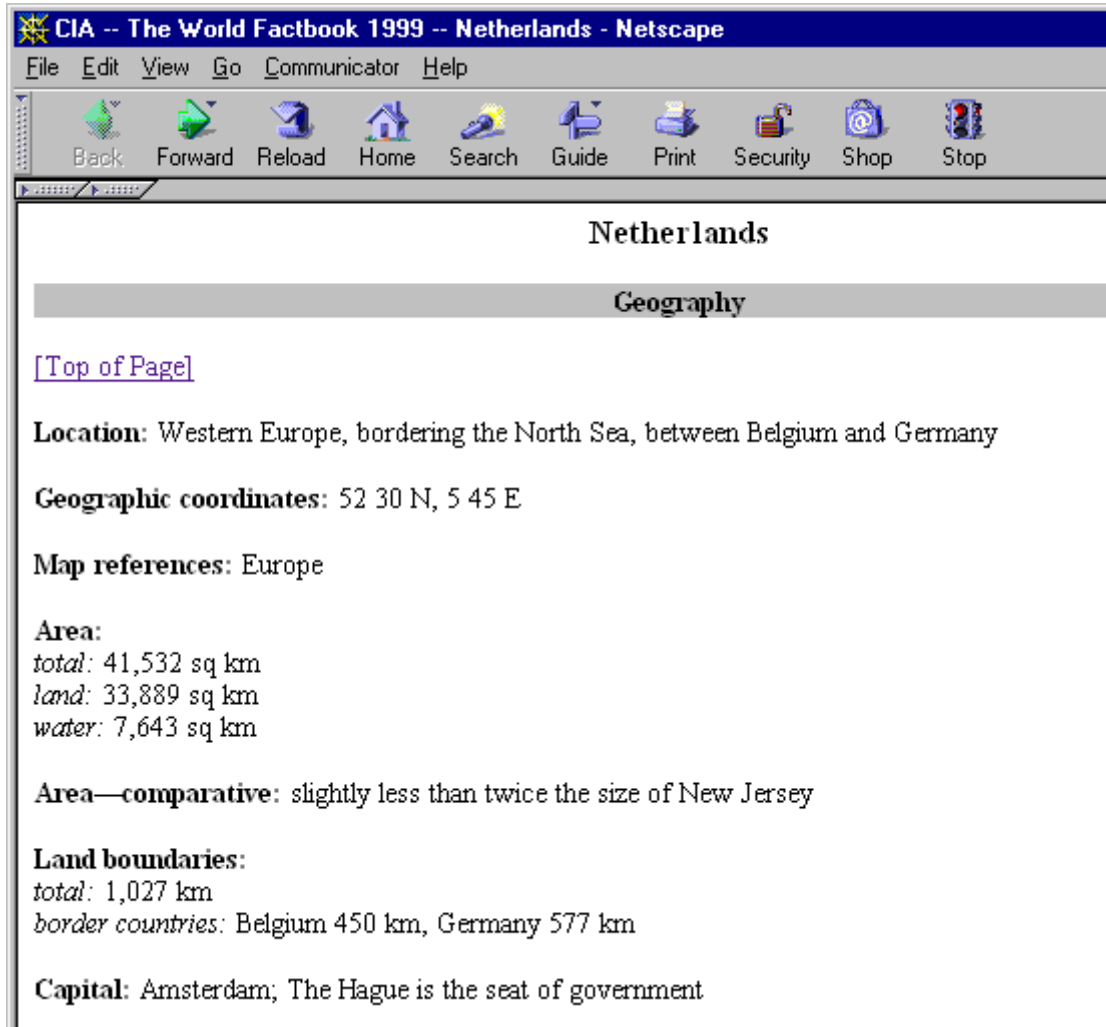 CIA -- The World Factbook 1999 -- Netherlands - Netscape
File Edit View Go Communicator Help
Back Forward Reload Home Search Guide Print Security Shop Stop
Netherlands
Geography
[Top of Page]
Location: Western Europe, bordering the North Sea, between Belgium and Germany
Geographic coordinates: 52 30 N, 5 45 E
Map references: Europe
Area:
total: 41,532 sq km
land: 33,889 sq km
water: 7,643 sq km
Area—comparative: slightly less than twice the size of New Jersey
Land boundaries:
total: 1,027 km
border countries: Belgium 450 km, Germany 577 km
Capital: Amsterdam; The Hague is the seat of government